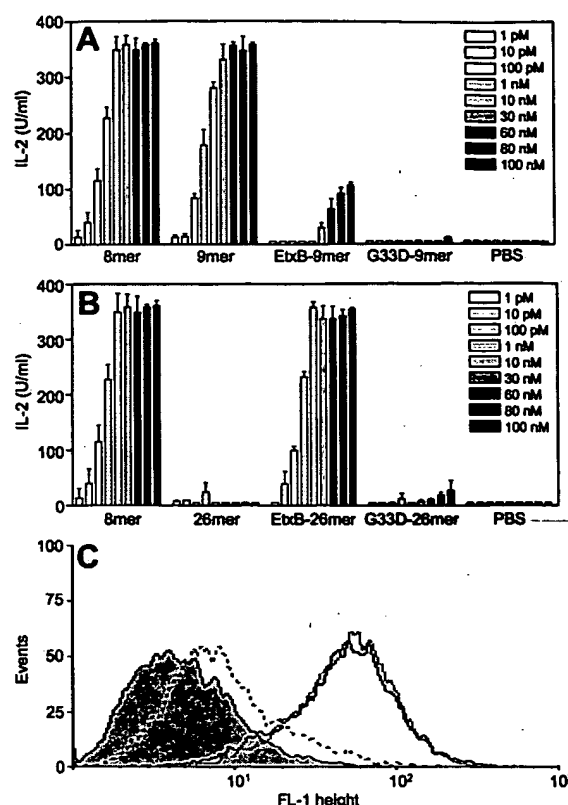 A
400
300
200
100
0
IL-2 (U/ml)
1 pM
10 pM
100 pM
1 nM
10 nM
30 nM
60 nM
80 nM
100 nM
8mer 9mer EtxB-9mer G33D-9mer PBS
B
400
300
200
100
0
IL-2 (U/ml)
1 pM
10 pM
100 pM
1 nM
10 nM
30 nM
60 nM
80 nM
100 nM
8mer 26mer EtxB-26mer G33D-26mer PBS
C
100
75
50
25
0
Events
10¹ 10² 10
FL-1 height